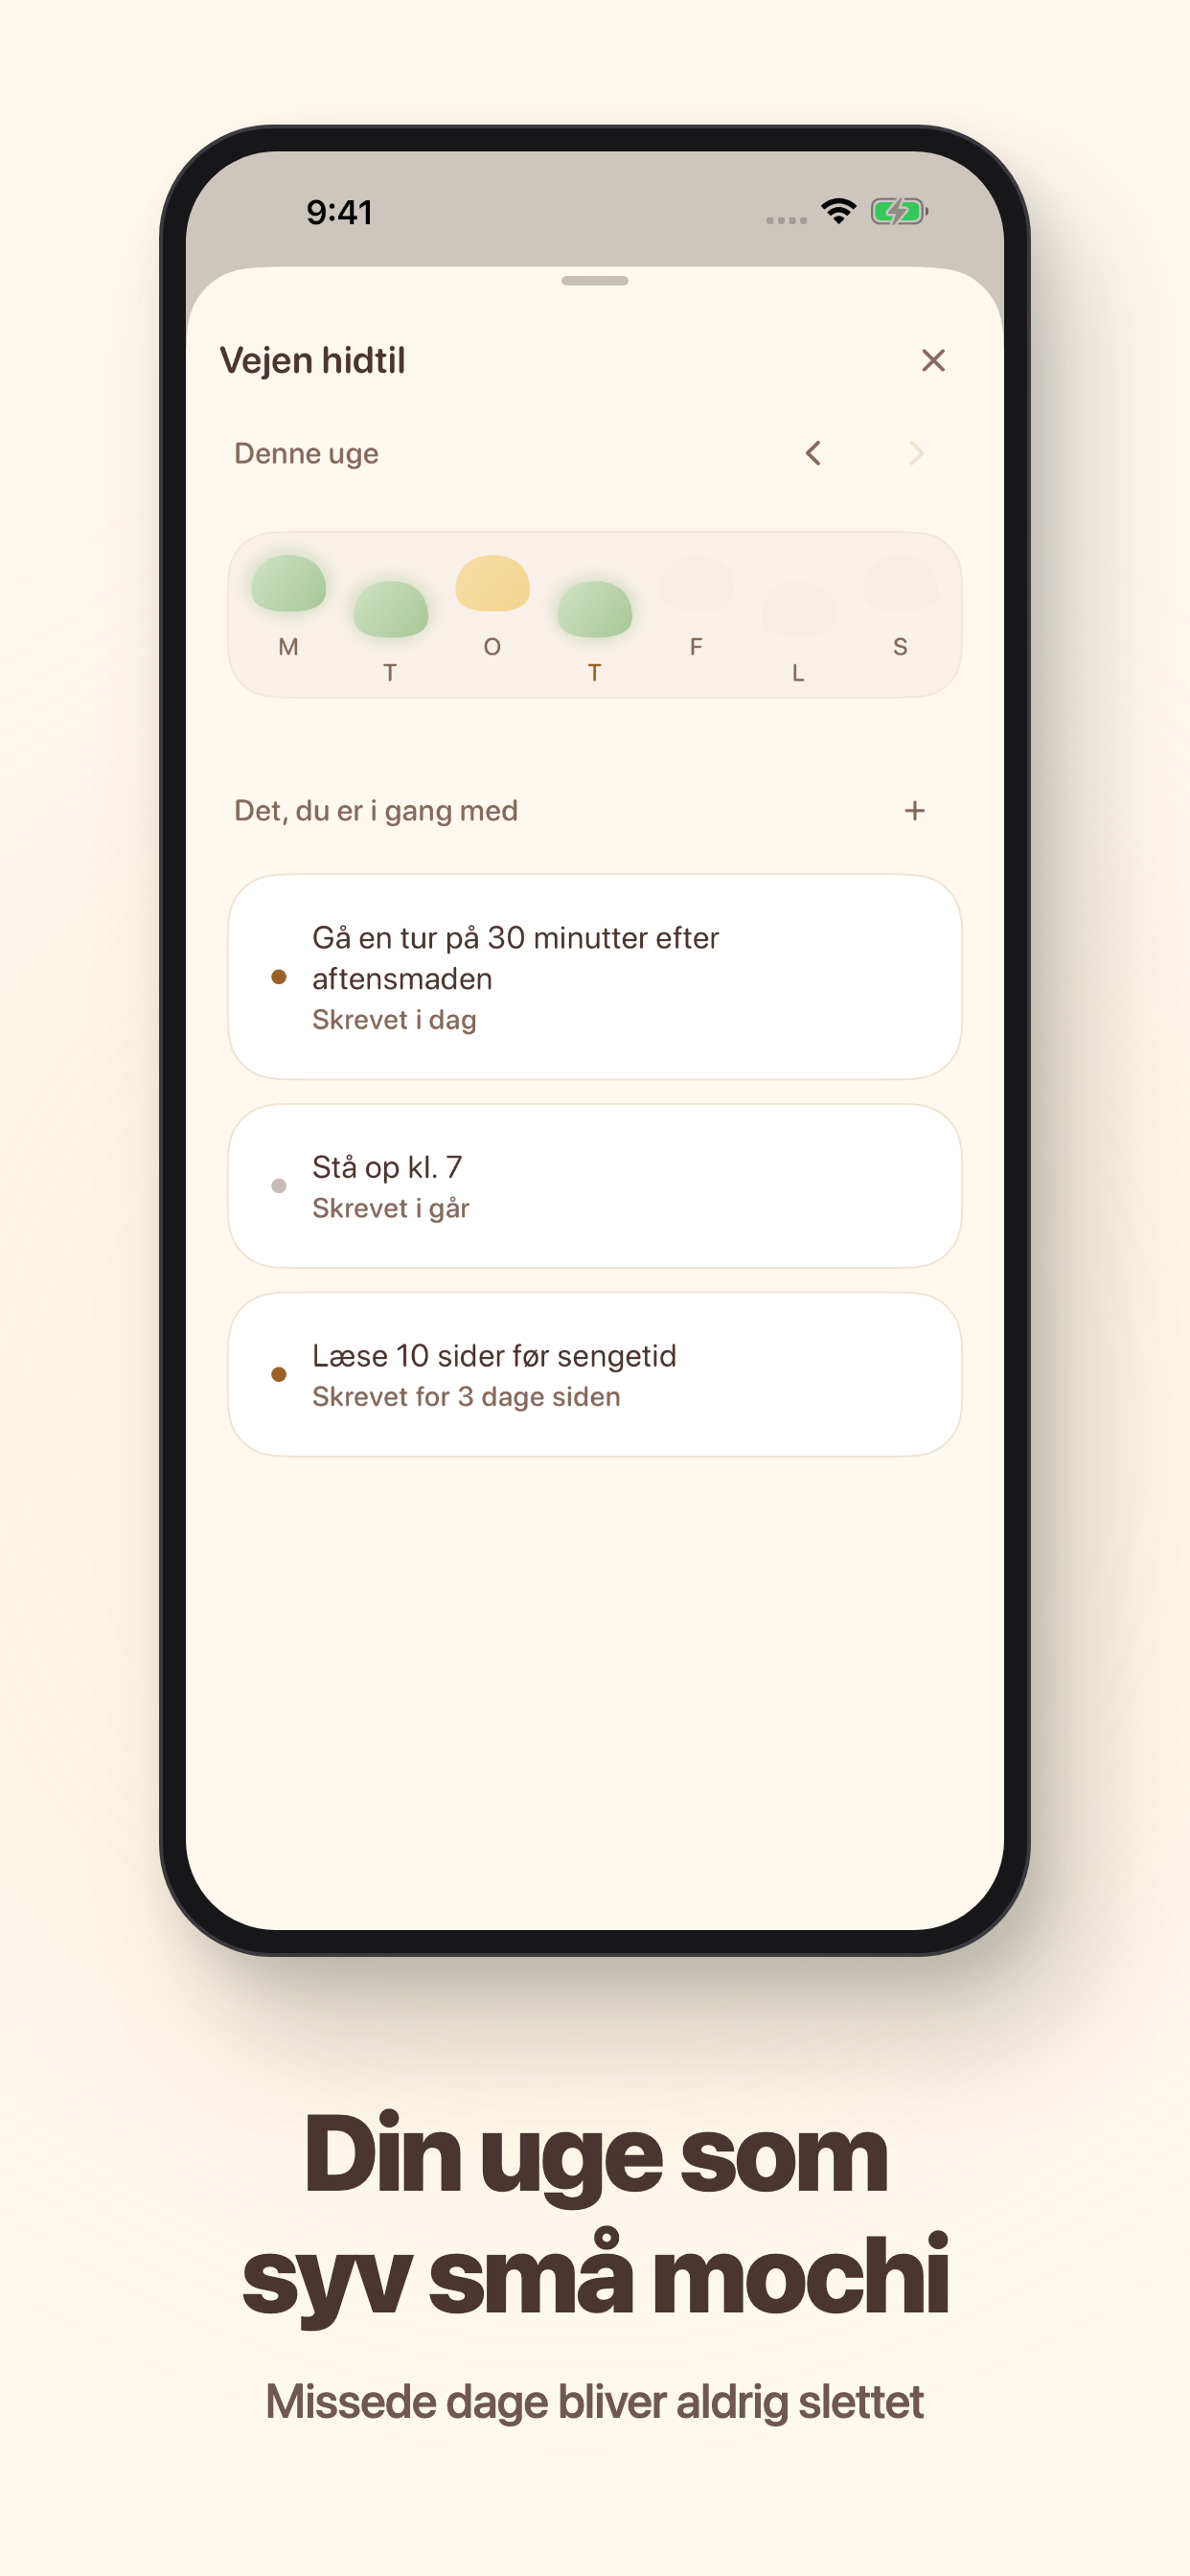 9:41
Vejen hidtil
Denne uge
M
T
O
T
F
L
S
Det, du er i gang med
Gå en tur på 30 minutter efter
aftensmaden
Skrevet i dag
Stå op kl. 7
Skrevet i går
Læse 10 sider før sengetid
Skrevet for 3 dage siden
Din uge som
syv små mochi
Missede dage bliver aldrig slettet